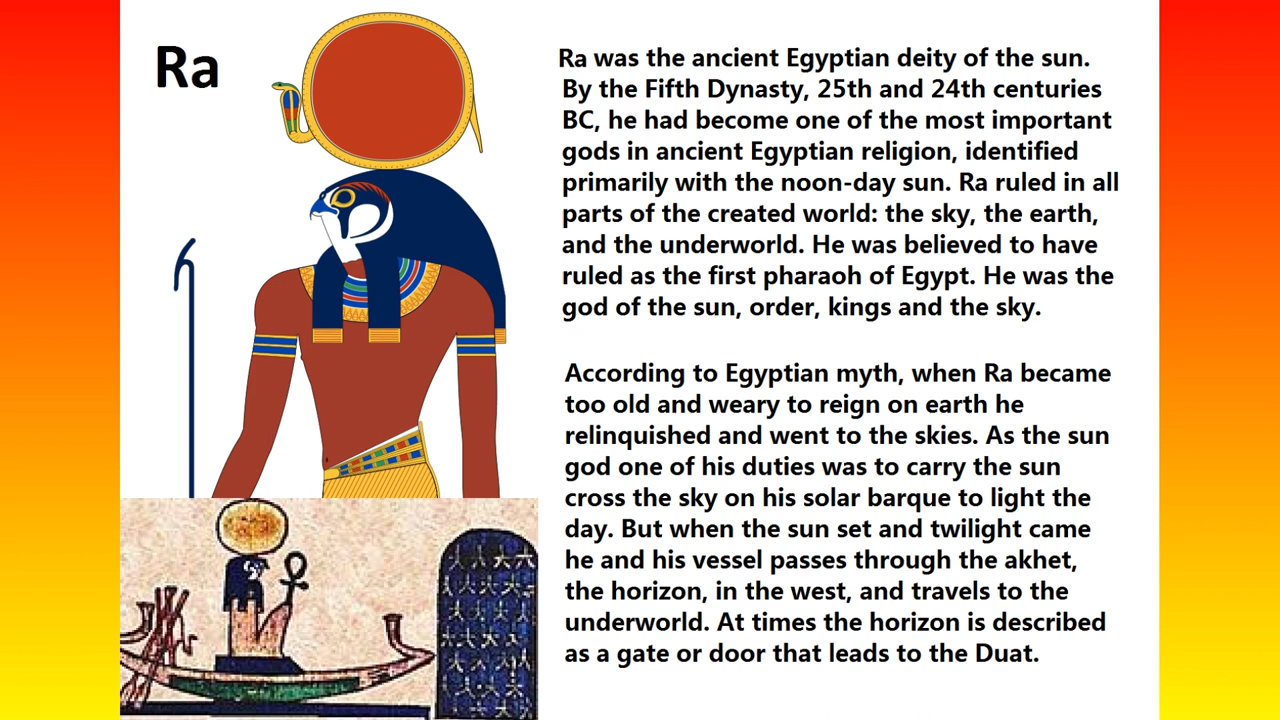 Ra
Ra was the ancient Egyptian deity of the sun.
By the Fifth Dynasty, 25th and 24th centuries
BC, he had become one of the most important
gods in ancient Egyptian religion, identified
primarily with the noon-day sun. Ra ruled in all
parts of the created world: the sky, the earth,
and the underworld. He was believed to have
ruled as the first pharaoh of Egypt. He was the
god of the sun, order, kings and the sky.
According to Egyptian myth, when Ra became
too old and weary to reign on earth he
relinquished and went to the skies. As the sun
god one of his duties was to carry the sun
cross the sky on his solar barque to light the
day. But when the sun set and twilight came
he and his vessel passes through the akhet,
the horizon, in the west, and travels to the
underworld. At times the horizon is described
as a gate or door that leads to the Duat.